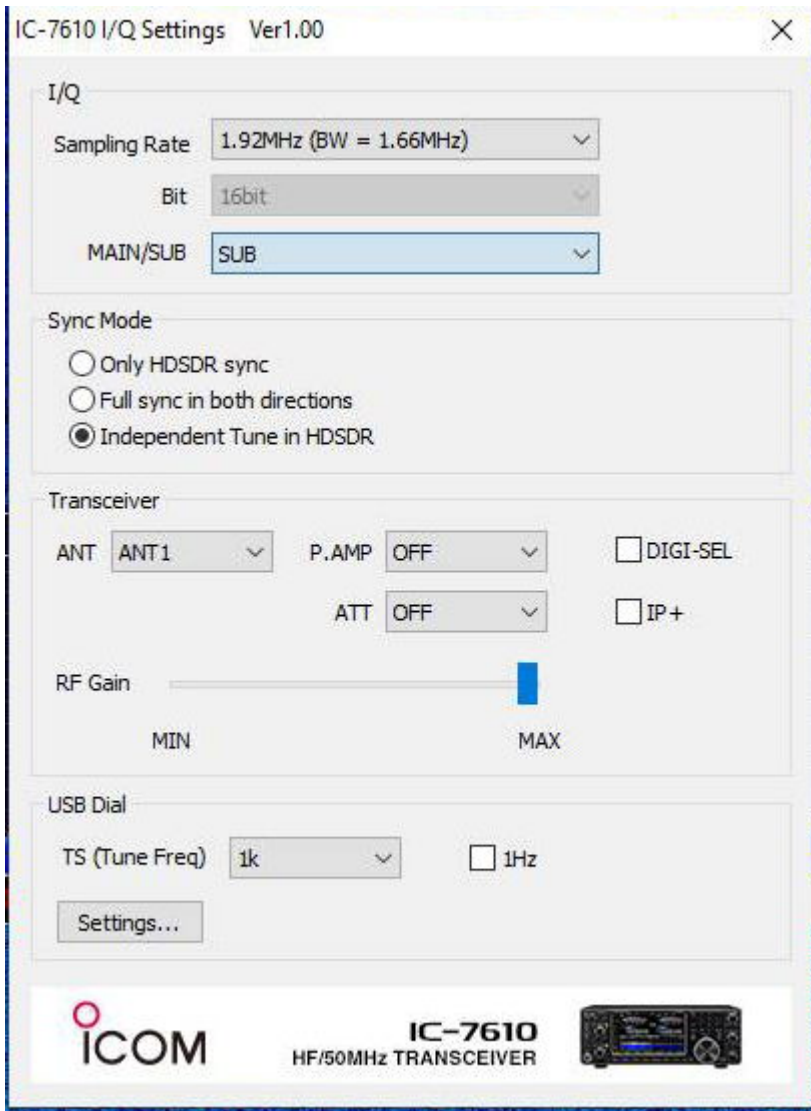 IC-7610 I/Q Settings Ver1.00
I/Q
Sampling Rate 1.92MHz (BW = 1.66MHz)
Bit 16bit
MAIN/SUB SUB
Sync Mode
Only HDSDR sync
Full sync in both directions
Independent Tune in HDSDR
Transceiver
ANT ANT1 P.AMP OFF DIGI-SEL
ATT OFF IP+
RF Gain
MIN MAX
USB Dial
TS (Tune Freq) 1k 1Hz
Settings...
ICOM IC-7610
HF/50MHz TRANSCEIVER